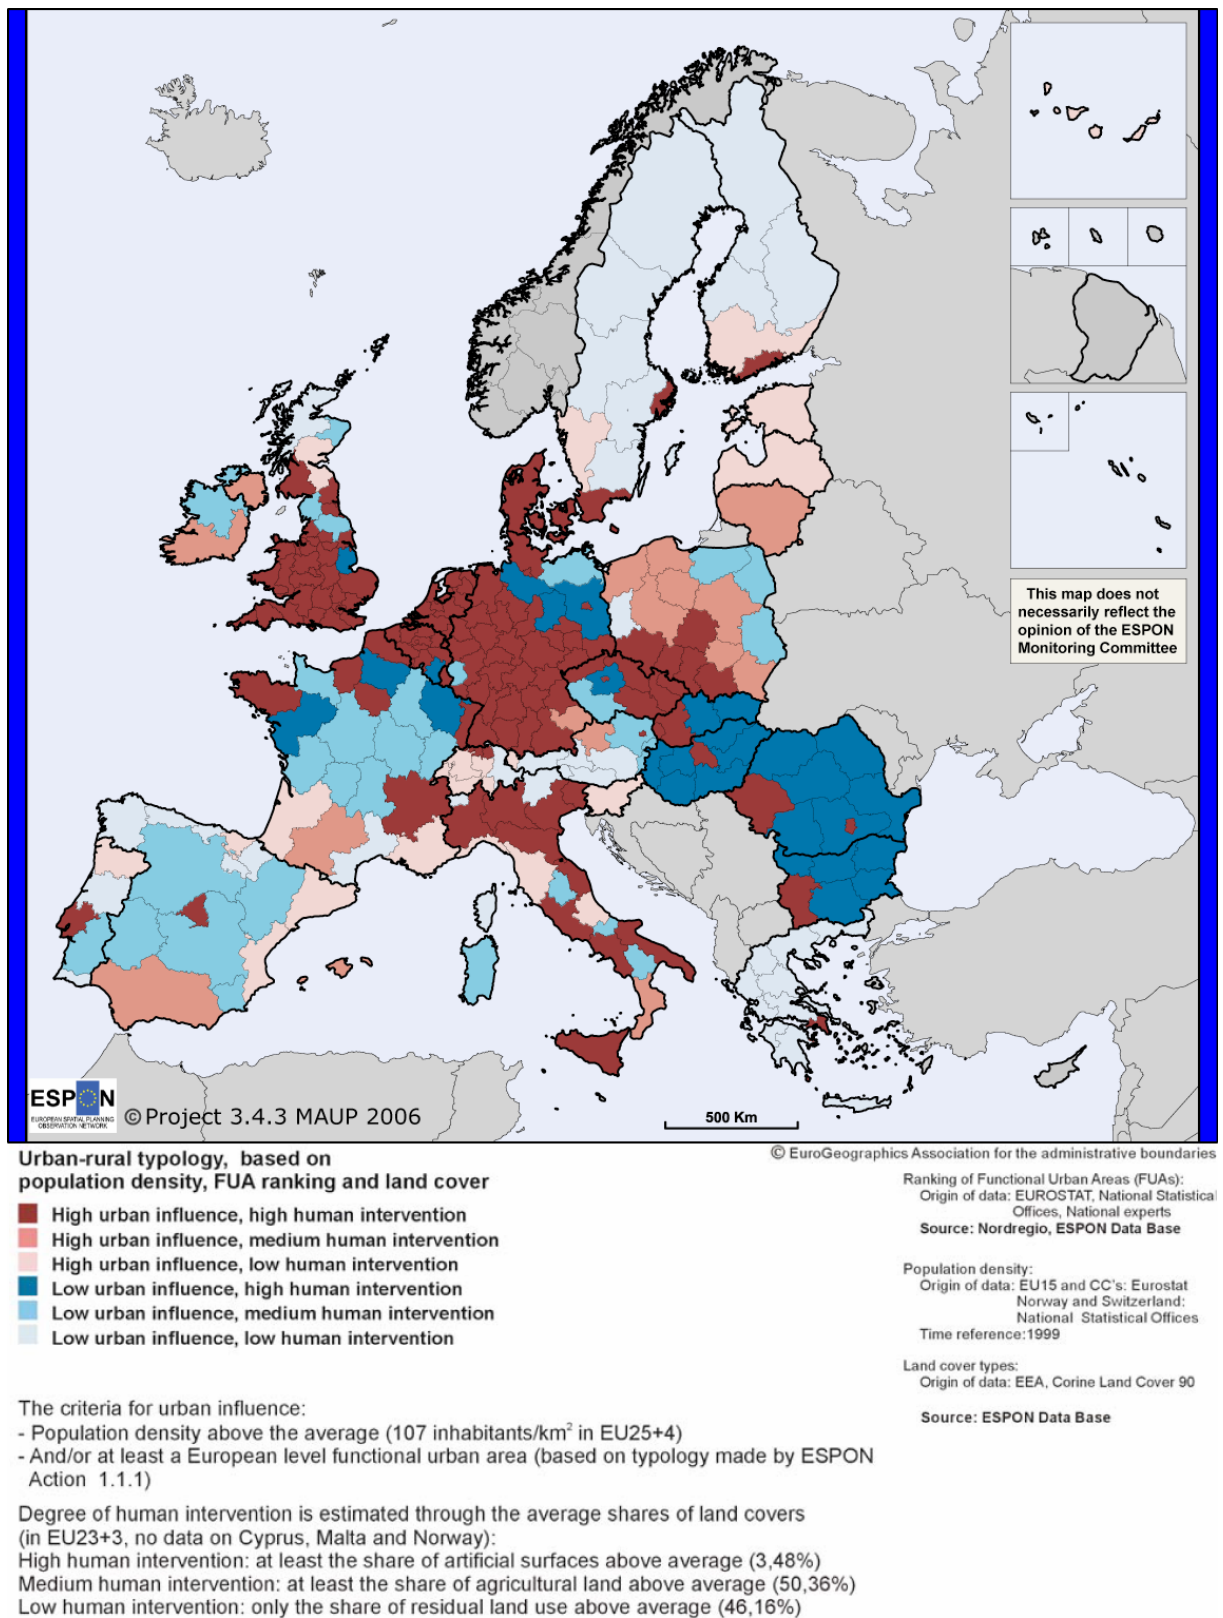 This map does not
necessarily reflect the
opinion of the ESPON
Monitoring Committee
ESPON
EUROPEAN SPATIAL PLANNING
OBSERVATION NETWORK
© Project 3.4.3 MAUP 2006
500 Km
© EuroGeographics Association for the administrative boundaries
Urban-rural typology, based on
population density, FUA ranking and land cover
High urban influence, high human intervention
High urban influence, medium human intervention
High urban influence, low human intervention
Low urban influence, high human intervention
Low urban influence, medium human intervention
Low urban influence, low human intervention
Ranking of Functional Urban Areas (FUAs):
Origin of data: EUROSTAT, National Statistical
Offices, National experts
Source: Nordregio, ESPON Data Base
Population density:
Origin of data: EU15 and CC's: Eurostat
Norway and Switzerland:
National Statistical Offices
Time reference:1999
Land cover types:
Origin of data: EEA, Corine Land Cover 90
Source: ESPON Data Base
The criteria for urban influence:
- Population density above the average (107 inhabitants/km² in EU25+4)
- And/or at least a European level functional urban area (based on typology made by ESPON
Action 1.1.1)
Degree of human intervention is estimated through the average shares of land covers
(in EU23+3, no data on Cyprus, Malta and Norway):
High human intervention: at least the share of artificial surfaces above average (3,48%)
Medium human intervention: at least the share of agricultural land above average (50,36%)
Low human intervention: only the share of residual land use above average (46,16%)